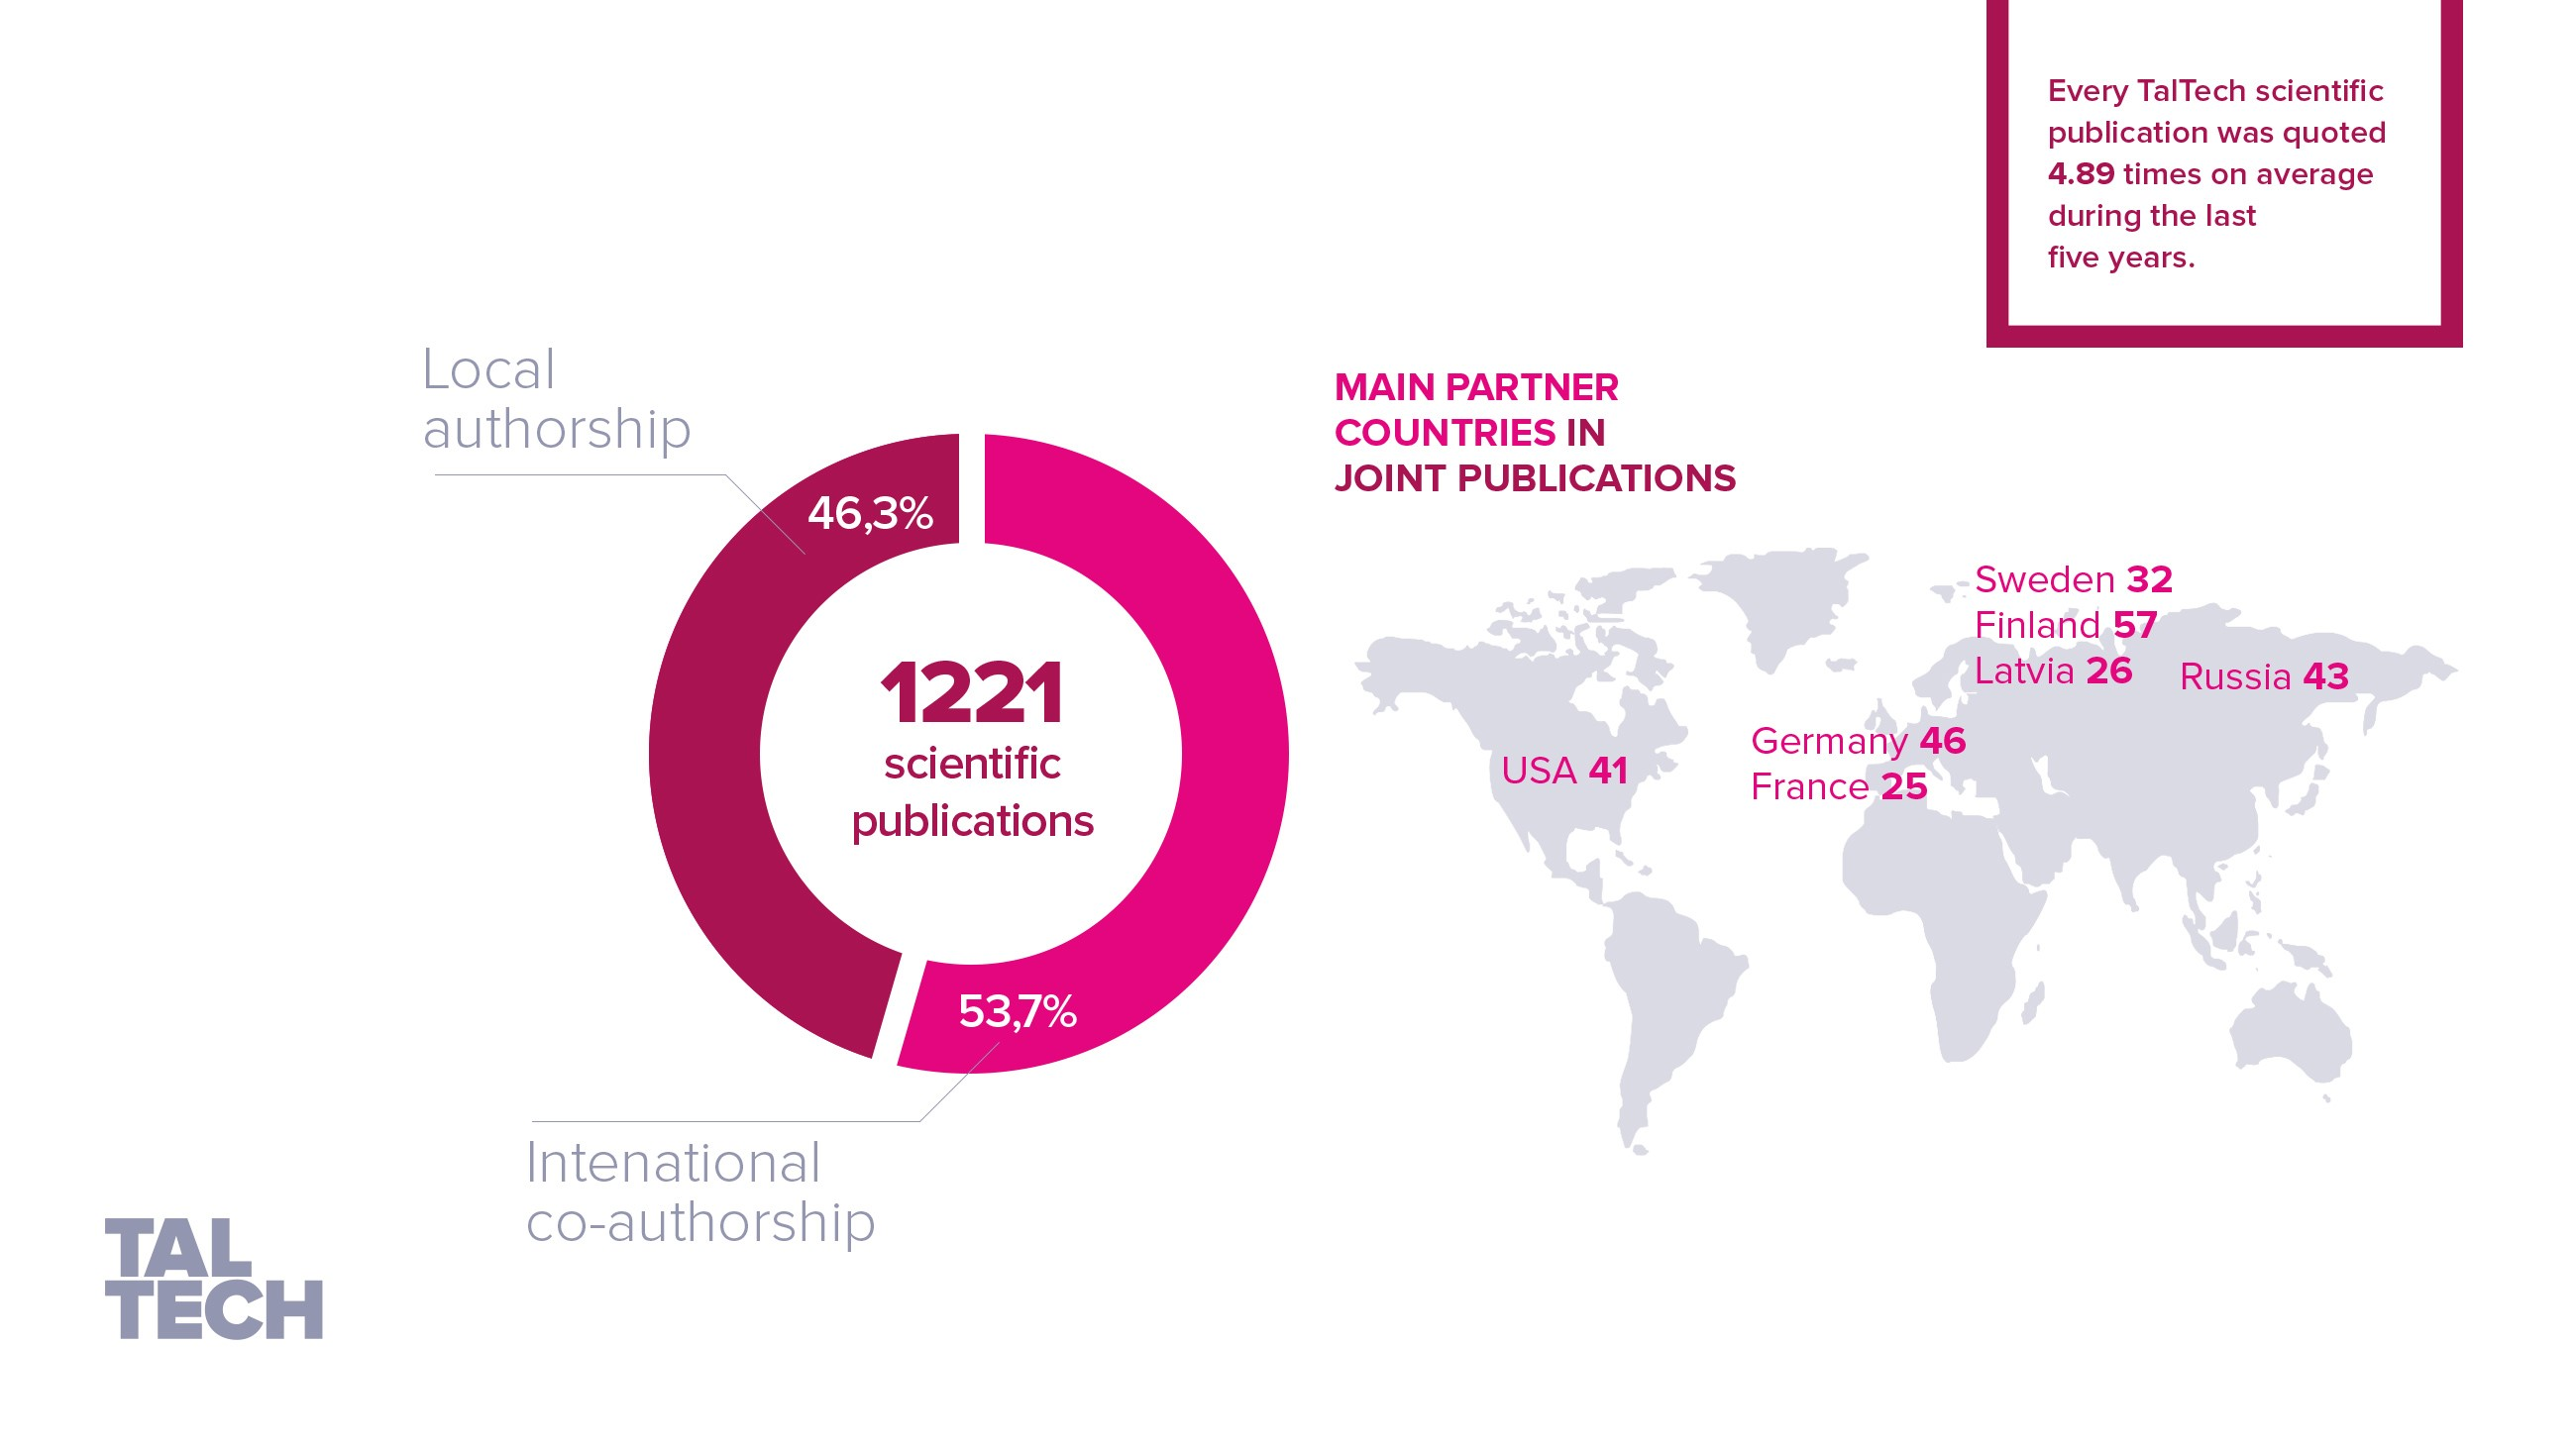 Every TalTech scientific
publication was quoted
4.89 times on average
during the last
five years.
Local
authorship
46,3%
1221
scientific
publications
53,7%
Intenational
co-authorship
MAIN PARTNER
COUNTRIES IN
JOINT PUBLICATIONS
Sweden 32
Finland 57
Latvia 26
Russia 43
Germany 46
France 25
USA 41
TAL
TECH